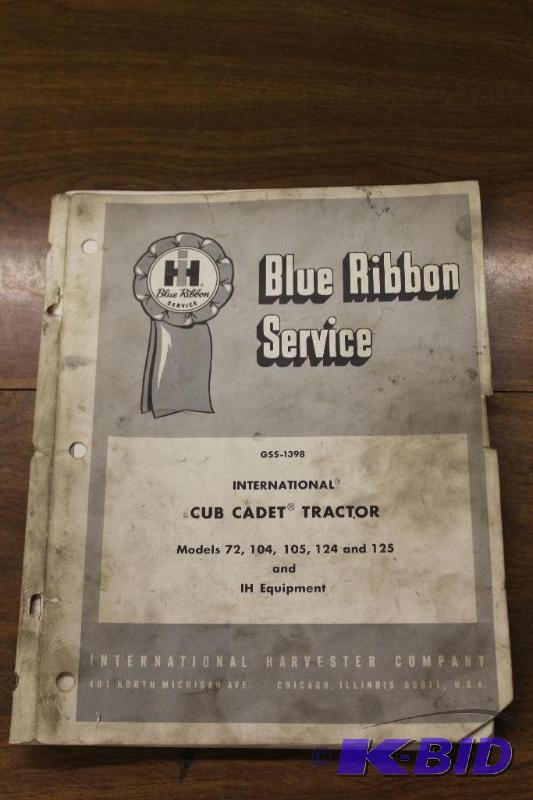 IH
Blue Ribbon
SERVICE
Blue Ribbon
Service
GSS-1398
INTERNATIONAL®
CUB CADET® TRACTOR
Models 72, 104, 105, 124 and 125
and
IH Equipment
INTERNATIONAL HARVESTER COMPANY
401 NORTH MICHIGAN AVE. CHICAGO, ILLINOIS 60611, U.S.A.
© K-BID